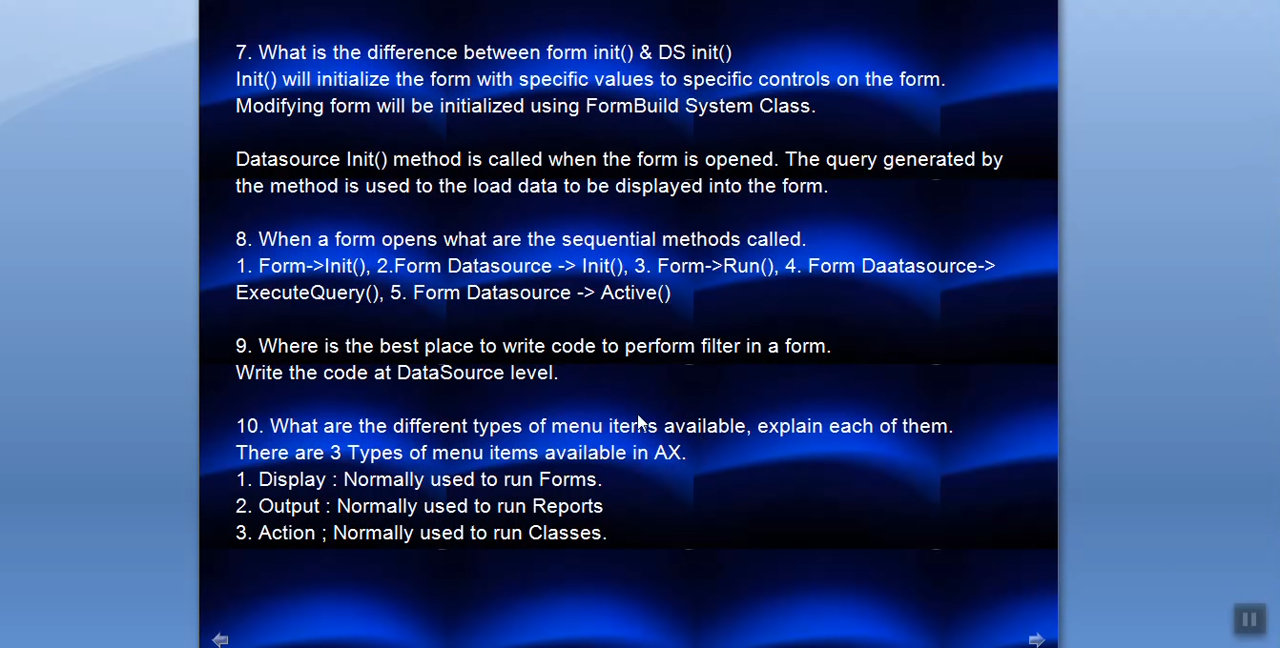 7. What is the difference between form init() & DS init()
Init() will initialize the form with specific values to specific controls on the form.
Modifying form will be initialized using FormBuild System Class.
Datasource Init() method is called when the form is opened. The query generated by
the method is used to the load data to be displayed into the form.
8. When a form opens what are the sequential methods called.
1. Form->Init(), 2.Form Datasource -> Init(), 3. Form->Run(), 4. Form Daatasource->
ExecuteQuery(), 5. Form Datasource -> Active()
9. Where is the best place to write code to perform filter in a form.
Write the code at DataSource level.
10. What are the different types of menu items available, explain each of them.
There are 3 Types of menu items available in AX.
1. Display : Normally used to run Forms.
2. Output : Normally used to run Reports
3. Action ; Normally used to run Classes.